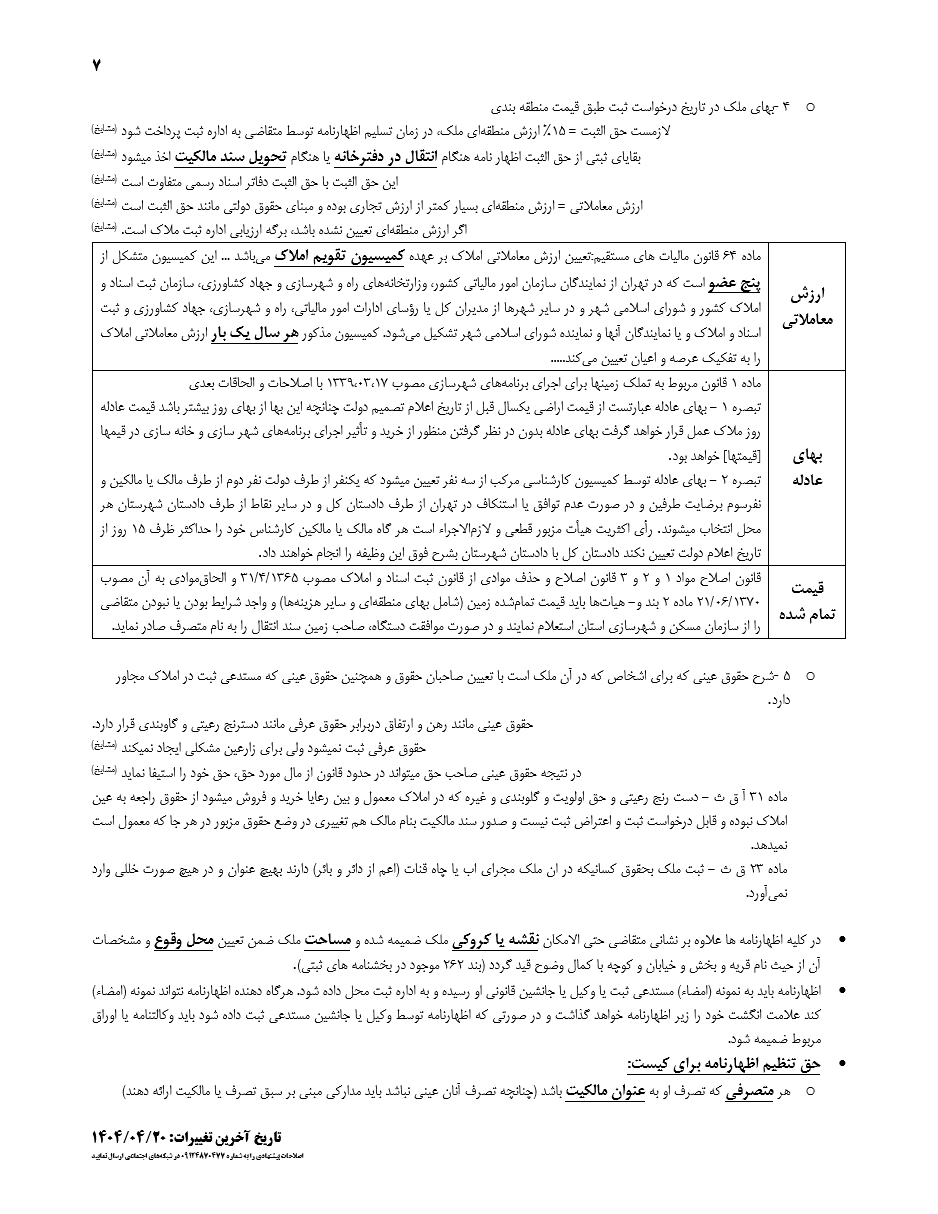 ۷
○ ۴ -بهای ملک در تاریخ درخواست ثبت طبق قیمت منطقه بندی
لازمست حق الثبت = ۱۵٪ ارزش منطقه‌ای ملک، در زمان تسلیم اظهارنامه توسط متقاضی به اداره ثبت پرداخت شود (مشایخ)
بقایای ثبتی از حق الثبت اظهار نامه هنگام انتقال در دفترخانه یا هنگام تحویل سند مالکیت اخذ میشود (مشایخ)
این حق الثبت با حق الثبت دفاتر اسناد رسمی متفاوت است (مشایخ)
ارزش معاملاتی = ارزش منطقه‌ای بسیار کمتر از ارزش تجاری بوده و مبنای حقوق دولتی مانند حق الثبت است (مشایخ)
اگر ارزش منطقه‌ای تعیین نشده باشد، برگه ارزیابی اداره ثبت ملاک است. (مشایخ)
ارزش
معاملاتی
ماده ۶۴ قانون مالیات های مستقیم:تعیین ارزش معاملاتی املاک بر عهده کمیسیون تقویم املاک می‌باشد ... این کمیسیون متشکل از
پنج عضو است که در تهران از نمایندگان سازمان امور مالیاتی کشور، وزارتخانه‌های راه و شهرسازی و جهاد کشاورزی، سازمان ثبت اسناد و
املاک کشور و شورای اسلامی شهر و در سایر شهرها از مدیران کل یا رؤسای ادارات امور مالیاتی، راه و شهرسازی، جهاد کشاورزی و ثبت
اسناد و املاک و یا نمایندگان آنها و نماینده شورای اسلامی شهر تشکیل می‌شود. کمیسیون مذکور هر سال یک بار ارزش معاملاتی املاک
را به تفکیک عرصه و اعیان تعیین می‌کند.....
بهای
عادله
ماده ۱ قانون مربوط به تملک زمینها برای اجرای برنامه‌های شهرسازی مصوب ۱۳۳۹،۰۳،۱۷ با اصلاحات و الحاقات بعدی
تبصره ۱ – بهای عادله عبارتست از قیمت اراضی یکسال قبل از تاریخ اعلام تصمیم دولت چنانچه این بها از بهای روز بیشتر باشد قیمت عادله
روز ملاک عمل قرار خواهد گرفت بهای عادله بدون در نظر گرفتن منظور از خرید و تأثیر اجرای برنامه‌های شهر سازی و خانه سازی در قیمها
[قیمتها] خواهد بود.
تبصره ۲ – بهای عادله توسط کمیسیون کارشناسی مرکب از سه نفر تعیین میشود که یکنفر از طرف دولت نفر دوم از طرف مالک یا مالکین و
نفرسوم برضایت طرفین و در صورت عدم توافق یا استنکاف در تهران از طرف دادستان کل و در سایر نقاط از طرف دادستان شهرستان هر
محل انتخاب میشوند. رأی اکثریت هیأت مزبور قطعی و لازم‌الاجراء است هر گاه مالک یا مالکین کارشناس خود را حداکثر ظرف ۱۵ روز از
تاریخ اعلام دولت تعیین نکند دادستان کل با دادستان شهرستان بشرح فوق این وظیفه را انجام خواهند داد.
قیمت
تمام شده
قانون اصلاح مواد ۱ و ۲ و ۳ قانون اصلاح و حذف موادی از قانون ثبت اسناد و املاک مصوب ۳۱/۴/۱۳۶۵ و الحاق‌موادی به آن مصوب
۲۱/۰۶/۱۳۷۰ ماده ۲ بند و– هیات‌ها باید قیمت تمام‌شده زمین (شامل بهای منطقه‌ای و سایر هزینه‌ها) و واجد شرایط بودن یا نبودن متقاضی
را از سازمان مسکن و شهرسازی استان استعلام نمایند و در صورت موافقت دستگاه، صاحب زمین سند انتقال را به نام متصرف صادر نماید.
○ ۵ -شرح حقوق عینی که برای اشخاص که در آن ملک است با تعیین صاحبان حقوق و همچنین حقوق عینی که مستدعی ثبت در املاک مجاور
دارد.
حقوق عینی مانند رهن و ارتفاق دربرابر حقوق عرفی مانند دسترنج رعیتی و گاوبندی قرار دارد.
حقوق عرفی ثبت نمیشود ولی برای زارعین مشکلی ایجاد نمیکند (مشایخ)
در نتیجه حقوق عینی صاحب حق میتواند در حدود قانون از مال مورد حق، حق خود را استیفا نماید (مشایخ)
ماده ۳۱ آ ق ث – دست رنج رعیتی و حق اولویت و گلوبندی و غیره که در املاک معمول و بین رعایا خرید و فروش میشود از حقوق راجعه به عین
املاک نبوده و قابل درخواست ثبت و اعتراض ثبت نیست و صدور سند مالکیت بنام مالک هم تغییری در وضع حقوق مزبور در هر جا که معمول است
نمیدهد.
ماده ۲۳ ق ث – ثبت ملک بحقوق کسانیکه در ان ملک مجرای اب یا چاه قنات (اعم از دائر و بائر) دارند بهیچ عنوان و در هیچ صورت خللی وارد
نمی‌آورد.
• در کلیه اظهارنامه ها علاوه بر نشانی متقاضی حتی الامکان نقشه یا کروکی ملک ضمیمه شده و مساحت ملک ضمن تعیین محل وقوع و مشخصات
آن از حیث نام قریه و بخش و خیابان و کوچه با کمال وضوح قید گردد (بند ۲۶۲ موجود در بخشنامه های ثبتی).
• اظهارنامه باید به نمونه (امضاء) مستدعی ثبت یا وکیل یا جانشین قانونی او رسیده و به اداره ثبت محل داده شود. هرگاه دهنده اظهارنامه نتواند نمونه (امضاء)
کند علامت انگشت خود را زیر اظهارنامه خواهد گذاشت و در صورتی که اظهارنامه توسط وکیل یا جانشین مستدعی ثبت داده شود باید وکالتنامه یا اوراق
مربوط ضمیمه شود.
• حق تنظیم اظهارنامه برای کیست:
○ هر متصرفی که تصرف او به عنوان مالکیت باشد (چنانچه تصرف آنان عینی نباشد باید مدارکی مبنی بر سبق تصرف یا مالکیت ارائه دهند)
تاریخ آخرین تغییرات: ۱۴۰۴/۰۴/۲۰
اصلاحات پیشنهادی را به شماره ۰۹۱۲۴۸۷۰۴۷۷ در شبکه‌های اجتماعی ارسال نمایید